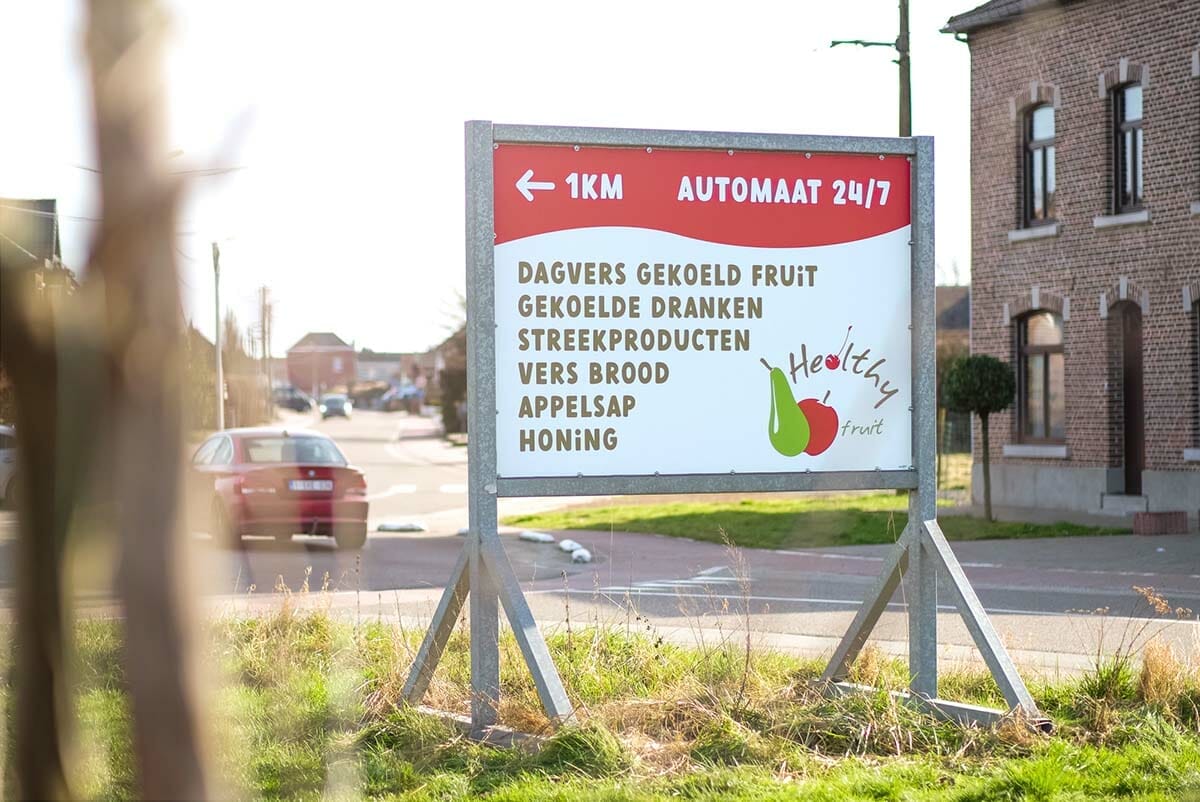 ← 1KM AUTOMAAT 24/7
DAGVERS GEKOELD FRUiT
GEKOELDE DRANKEN
STREEKPRODUCTEN
VERS BROOD
APPELSAP
HONiNG
Healthy
fruit